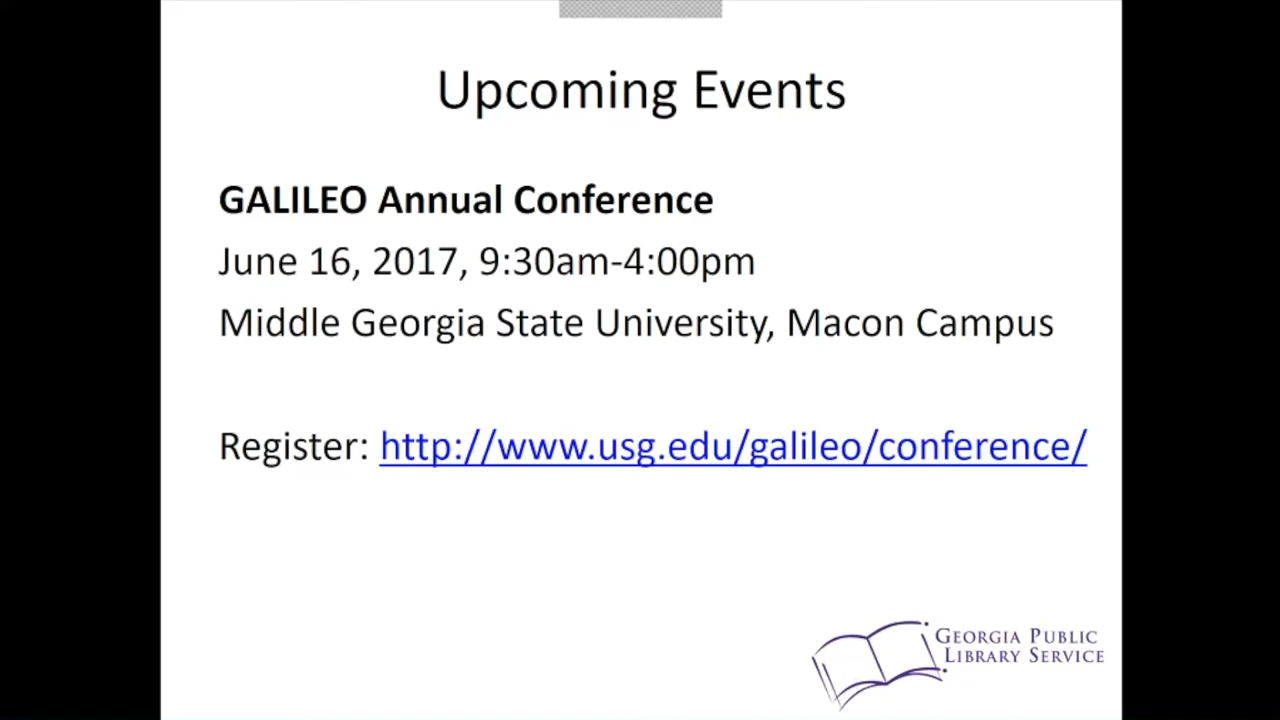 Upcoming Events
GALILEO Annual Conference
June 16, 2017, 9:30am-4:00pm
Middle Georgia State University, Macon Campus
Register: http://www.usg.edu/galileo/conference/
GEORGIA PUBLIC
LIBRARY SERVICE